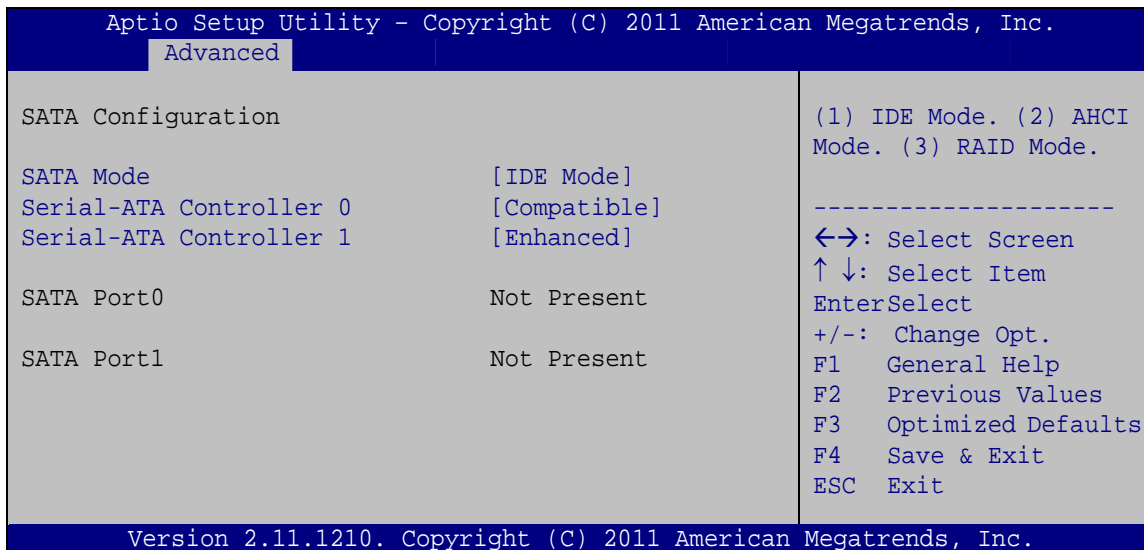 Aptio Setup Utility – Copyright (C) 2011 American Megatrends, Inc.
Advanced
SATA Configuration
SATA Mode [IDE Mode]
Serial-ATA Controller 0 [Compatible]
Serial-ATA Controller 1 [Enhanced]
SATA Port0 Not Present
SATA Port1 Not Present
(1) IDE Mode. (2) AHCI
Mode. (3) RAID Mode.
---------------------
←→: Select Screen
↑ ↓: Select Item
EnterSelect
+/-: Change Opt.
F1 General Help
F2 Previous Values
F3 Optimized Defaults
F4 Save & Exit
ESC Exit
Version 2.11.1210. Copyright (C) 2011 American Megatrends, Inc.